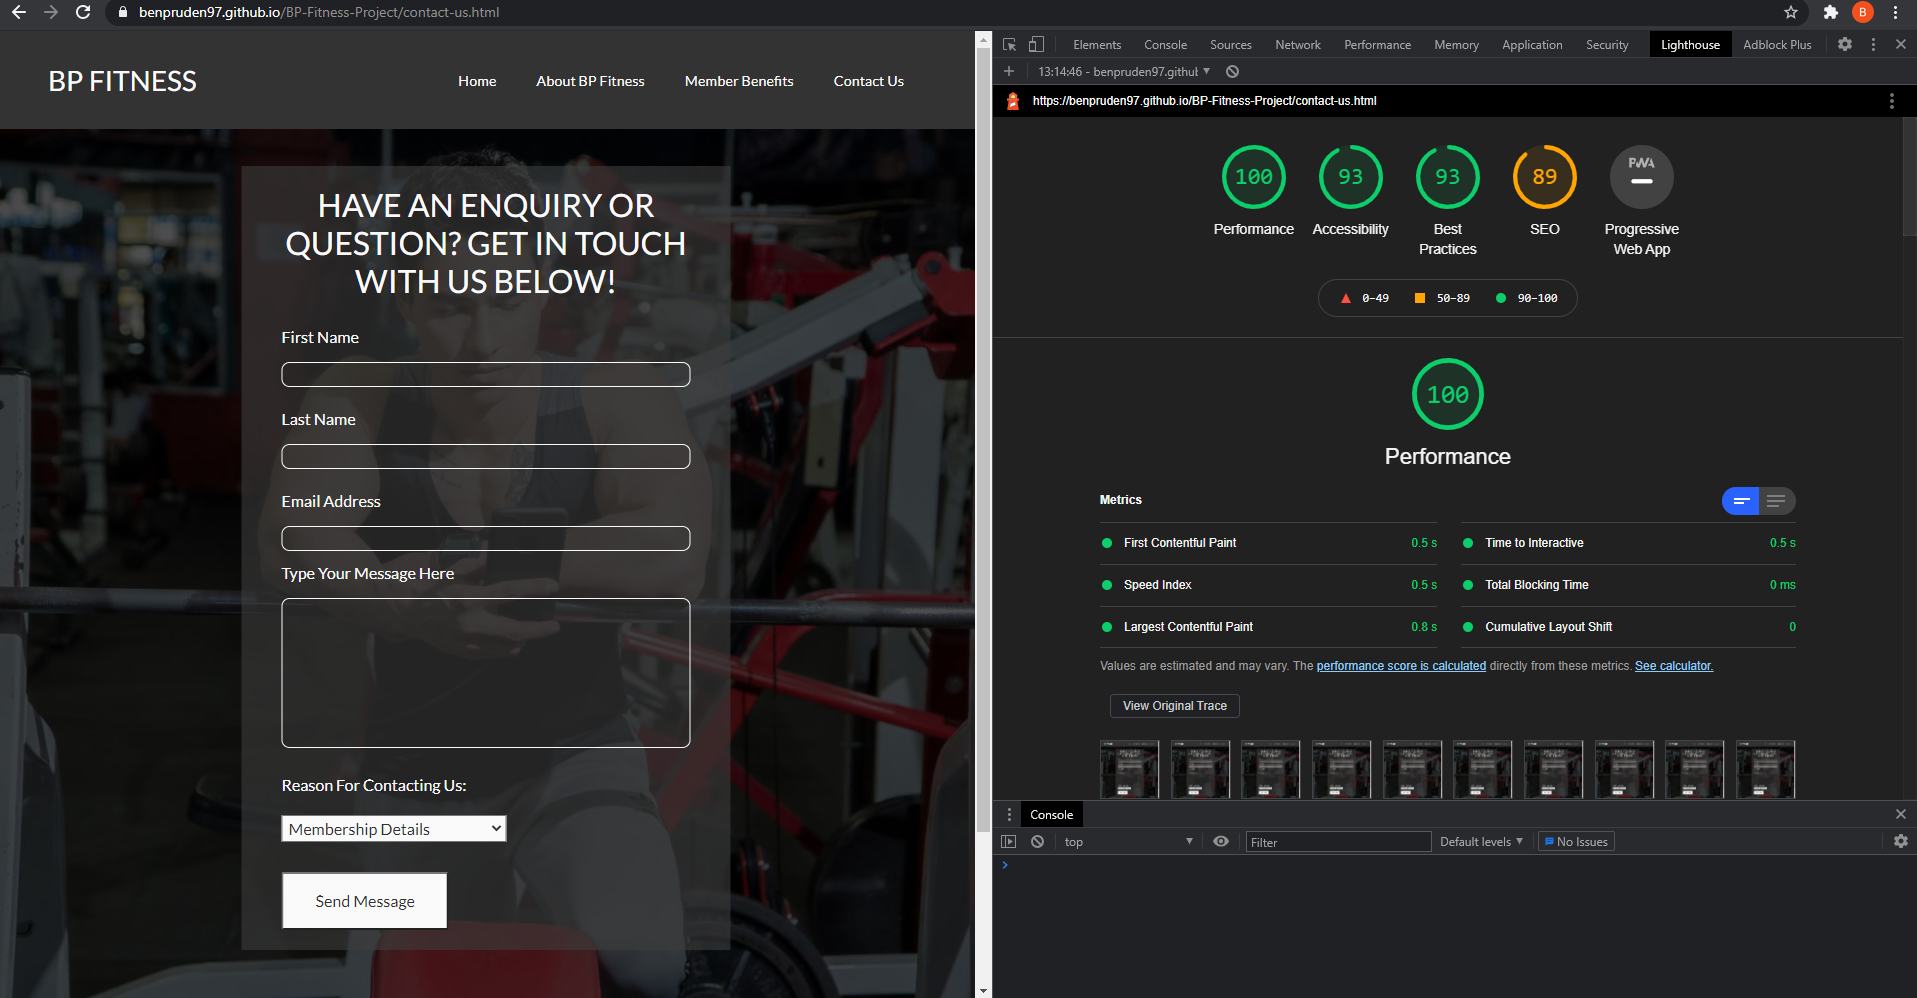 benpruden97.github.io/BP-Fitness-Project/contact-us.html
B
BP FITNESS
Home About BP Fitness Member Benefits Contact Us
HAVE AN ENQUIRY OR
QUESTION? GET IN TOUCH
WITH US BELOW!
First Name
Last Name
Email Address
Type Your Message Here
Reason For Contacting Us:
Membership Details
Send Message
Elements Console Sources Network Performance Memory Application Security Lighthouse Adblock Plus
13:14:46 - benpruden97.githul
https://benpruden97.github.io/BP-Fitness-Project/contact-us.html
100 93 93 89 PWA
Performance Accessibility Best Practices SEO Progressive Web App
0–49 50–89 90–100
100
Performance
Metrics
First Contentful Paint 0.5 s
Time to Interactive 0.5 s
Speed Index 0.5 s
Total Blocking Time 0 ms
Largest Contentful Paint 0.8 s
Cumulative Layout Shift 0
Values are estimated and may vary. The performance score is calculated directly from these metrics. See calculator.
View Original Trace
Console
top Filter Default levels No Issues